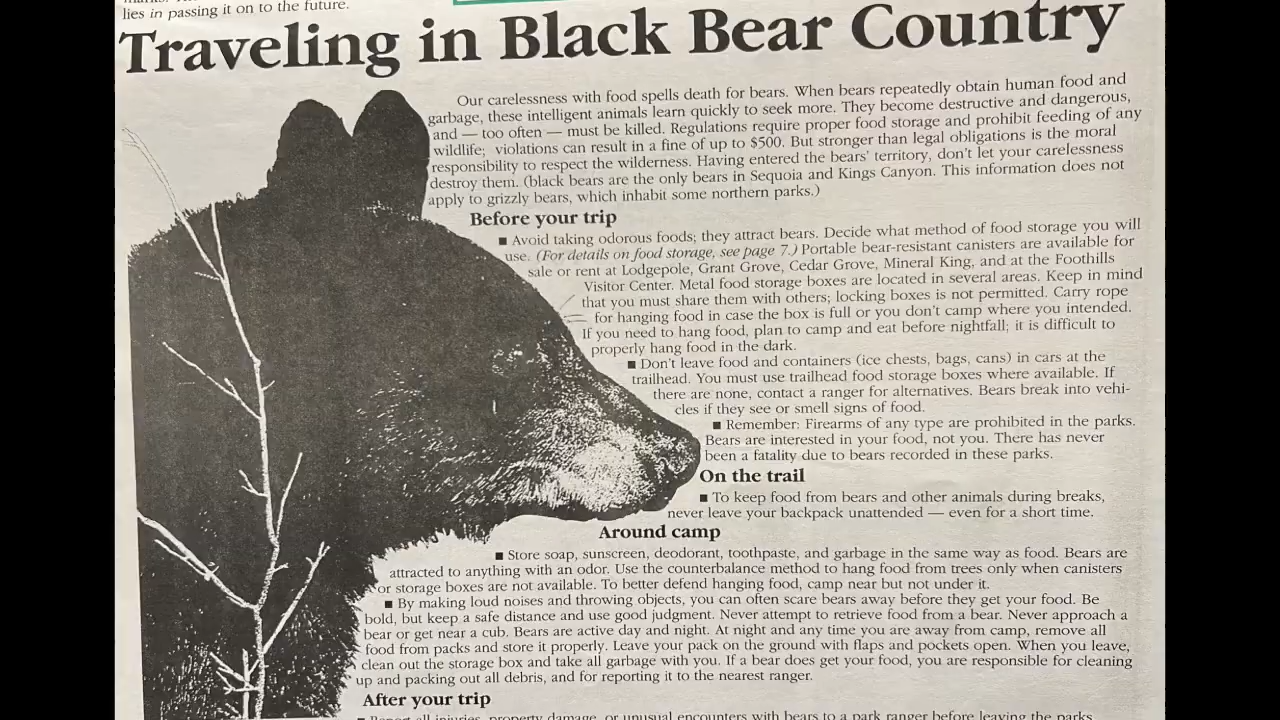 lies in passing it on to the future.
Traveling in Black Bear Country
Our carelessness with food spells death for bears. When bears repeatedly obtain human food and
garbage, these intelligent animals learn quickly to seek more. They become destructive and dangerous,
and — too often — must be killed. Regulations require proper food storage and prohibit feeding of any
wildlife; violations can result in a fine of up to $500. But stronger than legal obligations is the moral
responsibility to respect the wilderness. Having entered the bears' territory, don't let your carelessness
destroy them. (black bears are the only bears in Sequoia and Kings Canyon. This information does not
apply to grizzly bears, which inhabit some northern parks.)
Before your trip
■ Avoid taking odorous foods; they attract bears. Decide what method of food storage you will
use. (For details on food storage, see page 7.) Portable bear-resistant canisters are available for
sale or rent at Lodgepole, Grant Grove, Cedar Grove, Mineral King, and at the Foothills
Visitor Center. Metal food storage boxes are located in several areas. Keep in mind
that you must share them with others; locking boxes is not permitted. Carry rope
for hanging food in case the box is full or you don't camp where you intended.
If you need to hang food, plan to camp and eat before nightfall; it is difficult to
properly hang food in the dark.
■ Don't leave food and containers (ice chests, bags, cans) in cars at the
trailhead. You must use trailhead food storage boxes where available. If
there are none, contact a ranger for alternatives. Bears break into vehi-
cles if they see or smell signs of food.
■ Remember: Firearms of any type are prohibited in the parks.
Bears are interested in your food, not you. There has never
been a fatality due to bears recorded in these parks.
On the trail
■ To keep food from bears and other animals during breaks,
never leave your backpack unattended — even for a short time.
Around camp
■ Store soap, sunscreen, deodorant, toothpaste, and garbage in the same way as food. Bears are
attracted to anything with an odor. Use the counterbalance method to hang food from trees only when canisters
or storage boxes are not available. To better defend hanging food, camp near but not under it.
■ By making loud noises and throwing objects, you can often scare bears away before they get your food. Be
bold, but keep a safe distance and use good judgment. Never attempt to retrieve food from a bear. Never approach a
bear or get near a cub. Bears are active day and night. At night and any time you are away from camp, remove all
food from packs and store it properly. Leave your pack on the ground with flaps and pockets open. When you leave,
clean out the storage box and take all garbage with you. If a bear does get your food, you are responsible for cleaning
up and packing out all debris, and for reporting it to the nearest ranger.
After your trip
■ Report all injuries, property damage, or unusual encounters with bears to a park ranger before leaving the parks